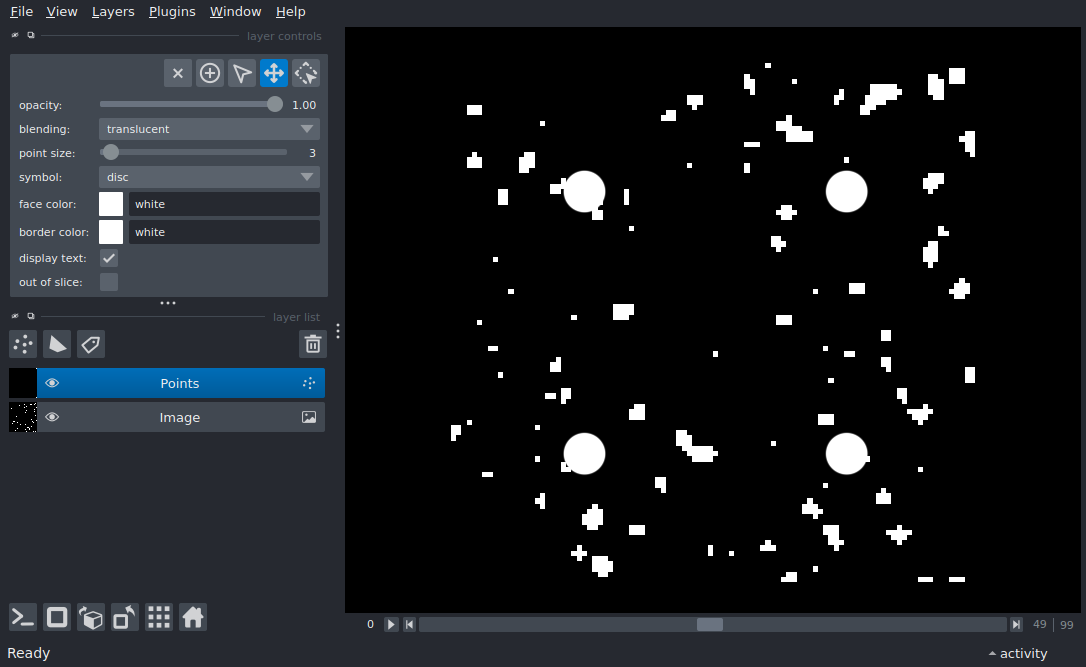 File View Layers Plugins Window Help
layer controls
opacity: 1.00
blending: translucent
point size: 3
symbol: disc
face color: white
border color: white
display text:
out of slice:
layer list
Points
Image
0 49 99
Ready activity